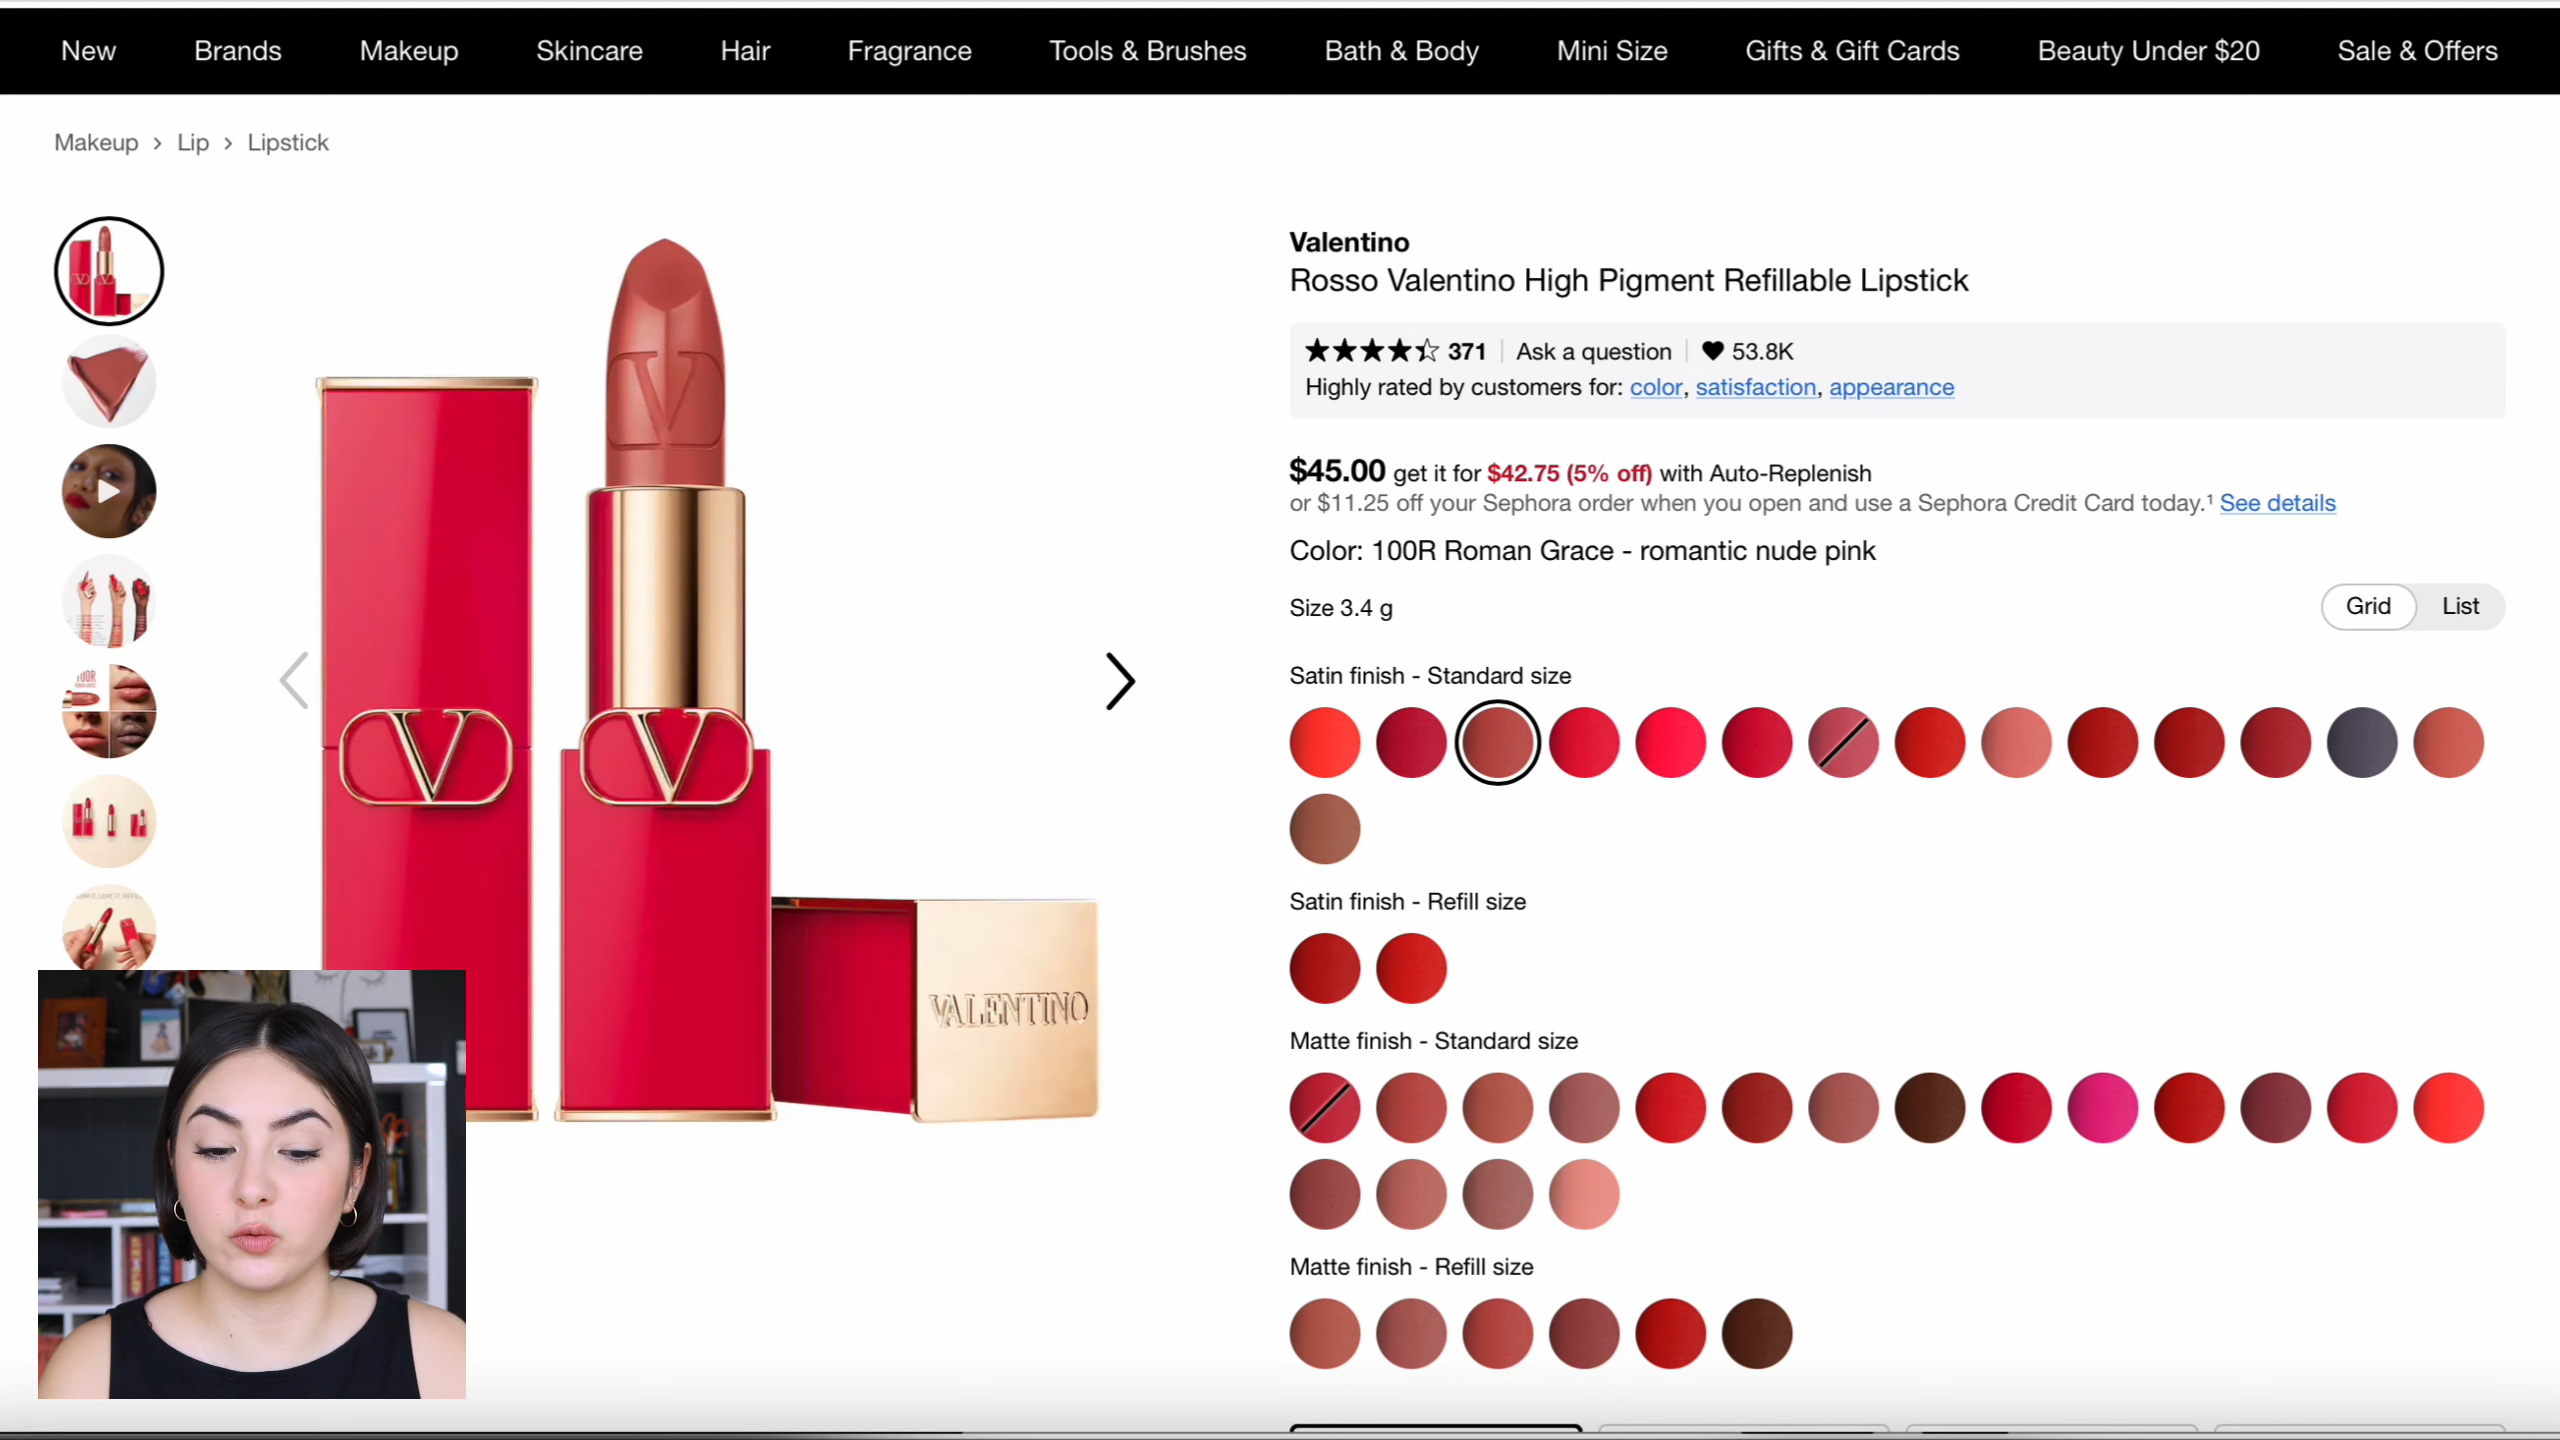 New Brands Makeup Skincare Hair Fragrance Tools & Brushes Bath & Body Mini Size Gifts & Gift Cards Beauty Under $20 Sale & Offers
Makeup > Lip > Lipstick
Valentino
Rosso Valentino High Pigment Refillable Lipstick
371 | Ask a question | 53.8K
Highly rated by customers for: color, satisfaction, appearance
$45.00 get it for $42.75 (5% off) with Auto-Replenish
or $11.25 off your Sephora order when you open and use a Sephora Credit Card today.¹ See details
Color: 100R Roman Grace - romantic nude pink
Size 3.4 g
Grid List
Satin finish - Standard size
Satin finish - Refill size
Matte finish - Standard size
Matte finish - Refill size
V
V
V
VALENTINO